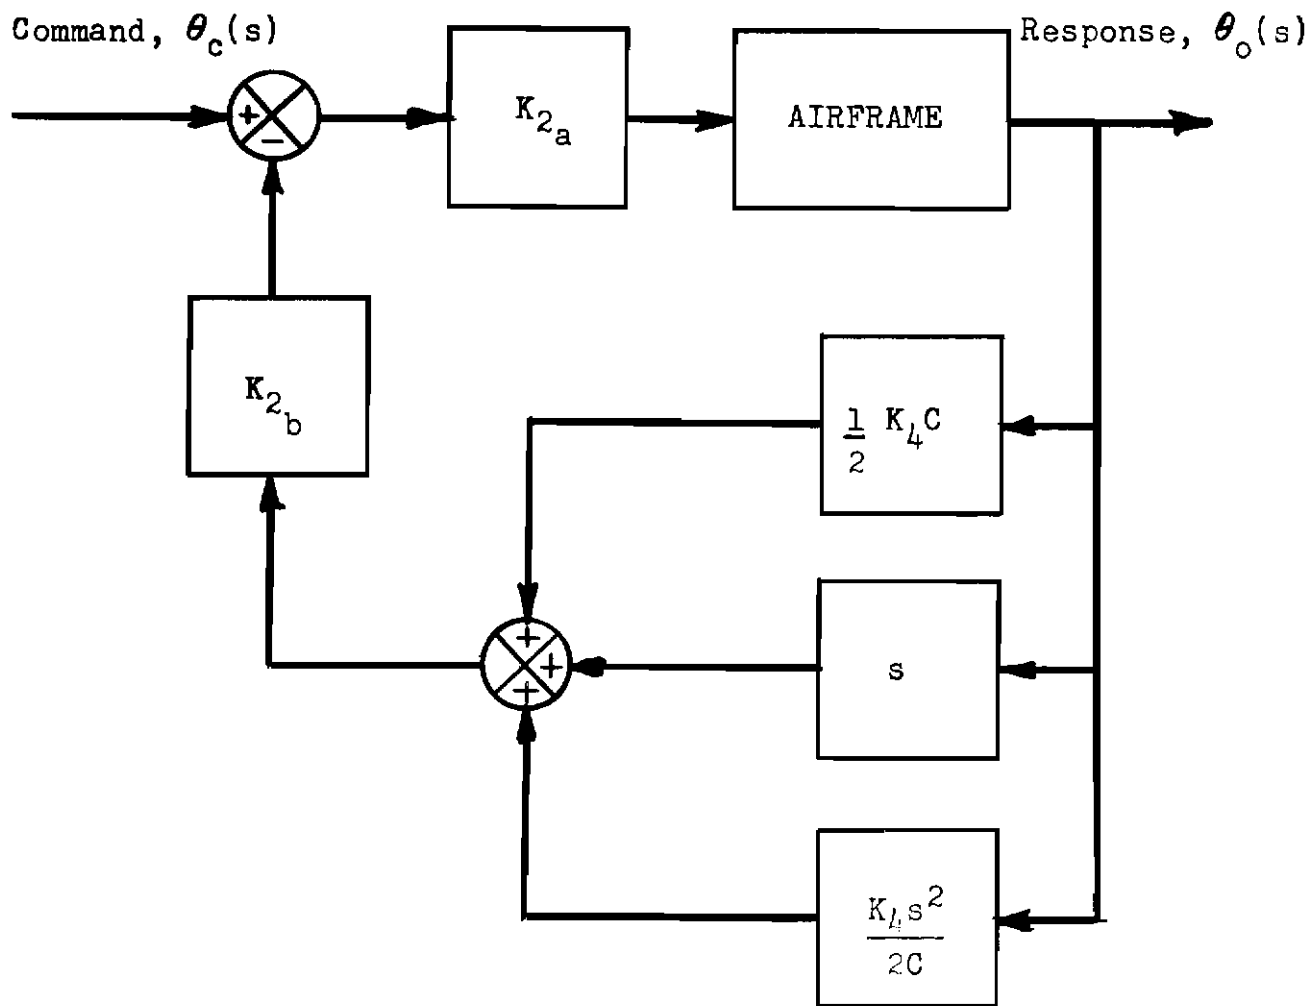 Command, θc(s)
Response, θo(s)
+
−
K2a
AIRFRAME
K2b
1/2 K4C
+
+
+
s
K4s²
2C